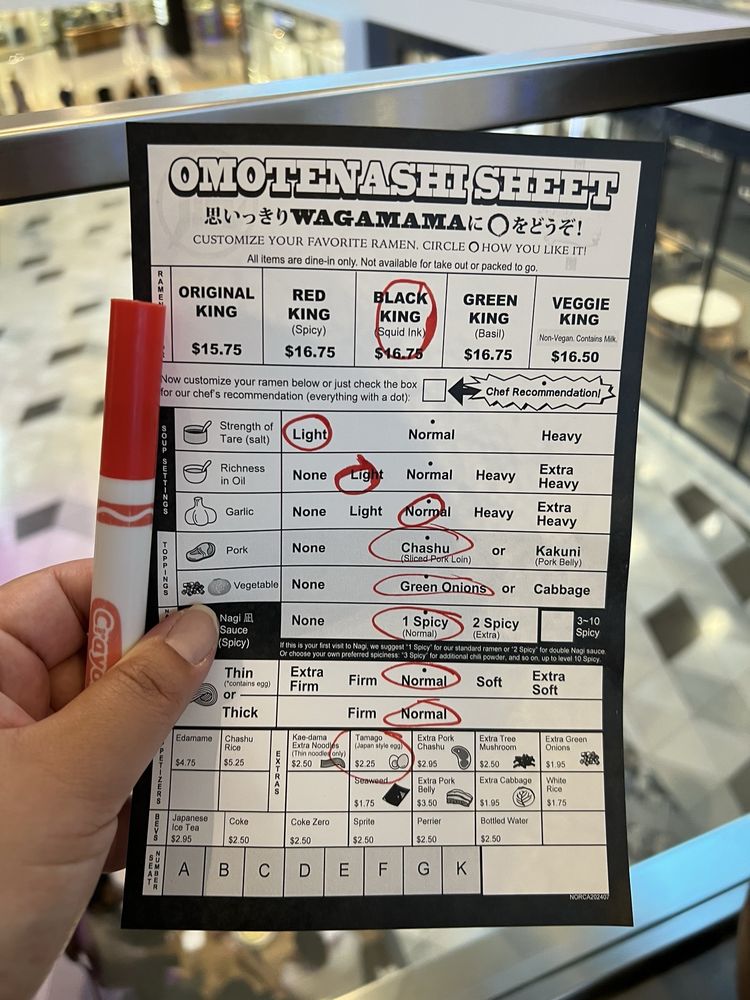 OMOTENASHI SHEET
思いっきりWAGAMAMAに○をどうぞ!
CUSTOMIZE YOUR FAVORITE RAMEN. CIRCLE O HOW YOU LIKE IT!
All items are dine-in only. Not available for take out or packed to go.
ORIGINAL KING $15.75
RED KING (Spicy) $16.75
BLACK KING (Squid Ink) $16.75
GREEN KING (Basil) $16.75
VEGGIE KING Non-Vegan. Contains Milk. $16.50
Now customize your ramen below or just check the box
for our chef's recommendation (everything with a dot):
Chef Recommendation!
SOUP SETTINGS
Strength of Tare (salt) Light Normal Heavy
Richness in Oil None Light Normal Heavy Extra Heavy
Garlic None Light Normal Heavy Extra Heavy
TOPPINGS
Pork None Chashu (Sliced Pork Loin) or Kakuni (Pork Belly)
Vegetable None Green Onions or Cabbage
Nagi 凪 Sauce (Spicy) None 1 Spicy (Normal) 2 Spicy (Extra) 3~10 Spicy
If this is your first visit to Nagi, we suggest "1 Spicy" for our standard ramen or "2 Spicy" for double Nagi sauce.
Or choose your own preferred spiciness: "3 Spicy" for additional chili powder, and so on, up to level 10 Spicy.
Thin (*contains egg) Extra Firm Firm Normal Soft Extra Soft
or
Thick Firm Normal
Edamame $4.75
Chashu Rice $5.25
EXTRAS
Kae-dama Extra Noodles (Thin noodles only) $2.50
Tamago (Japan style egg) $2.25
Extra Pork Chashu $2.95
Extra Tree Mushroom $2.50
Extra Green Onions $1.95
Seaweed $1.75
Extra Pork Belly $3.50
Extra Cabbage $1.95
White Rice $1.75
BEVS
Japanese Ice Tea $2.95
Coke $2.50
Coke Zero $2.50
Sprite $2.50
Perrier $2.50
Bottled Water $2.50
SEAT NUMBER
A B C D E F G K
NORCA202407